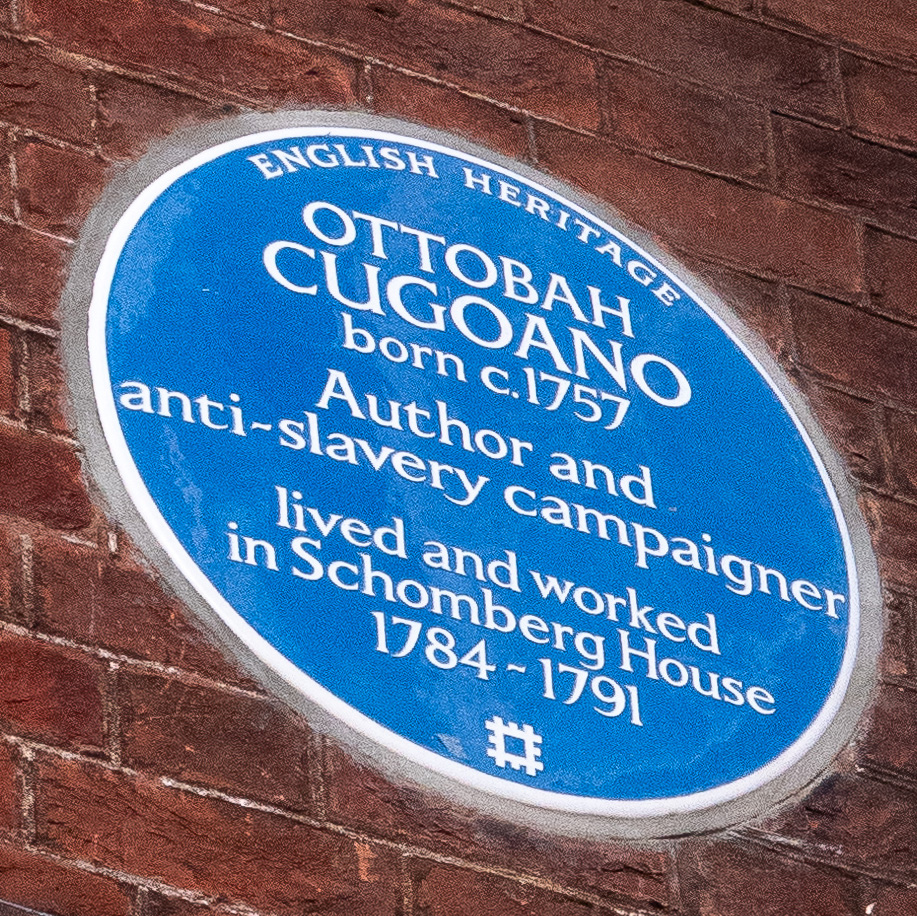 ENGLISH HERITAGE
OTTOBAH
CUGOANO
born c.1757
Author and
anti-slavery campaigner
lived and worked
in Schomberg House
1784 - 1791